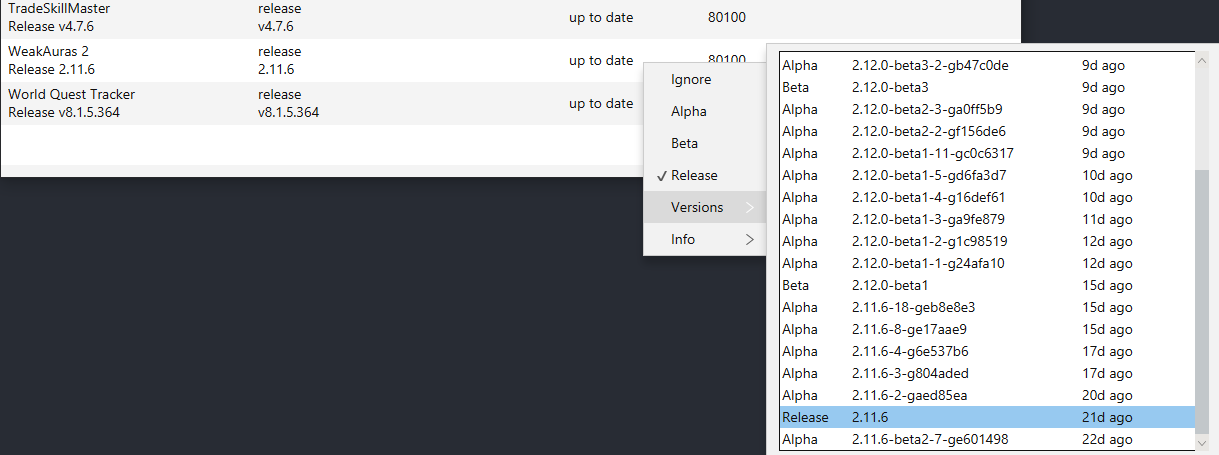 TradeSkillMaster release
Release v4.7.6 v4.7.6 up to date 80100
WeakAuras 2 release
Release 2.11.6 2.11.6 up to date 80100
World Quest Tracker release
Release v8.1.5.364 v8.1.5.364 up to date
Ignore
Alpha
Beta
✓ Release
Versions >
Info >
Alpha 2.12.0-beta3-2-gb47c0de 9d ago
Beta 2.12.0-beta3 9d ago
Alpha 2.12.0-beta2-3-ga0ff5b9 9d ago
Alpha 2.12.0-beta2-2-gf156de6 9d ago
Alpha 2.12.0-beta1-11-gc0c6317 9d ago
Alpha 2.12.0-beta1-5-gd6fa3d7 10d ago
Alpha 2.12.0-beta1-4-g16def61 10d ago
Alpha 2.12.0-beta1-3-ga9fe879 11d ago
Alpha 2.12.0-beta1-2-g1c98519 12d ago
Alpha 2.12.0-beta1-1-g24afa10 12d ago
Beta 2.12.0-beta1 15d ago
Alpha 2.11.6-18-geb8e8e3 15d ago
Alpha 2.11.6-8-ge17aae9 15d ago
Alpha 2.11.6-4-g6e537b6 17d ago
Alpha 2.11.6-3-g804aded 17d ago
Alpha 2.11.6-2-gaed85ea 20d ago
Release 2.11.6 21d ago
Alpha 2.11.6-beta2-7-ge601498 22d ago